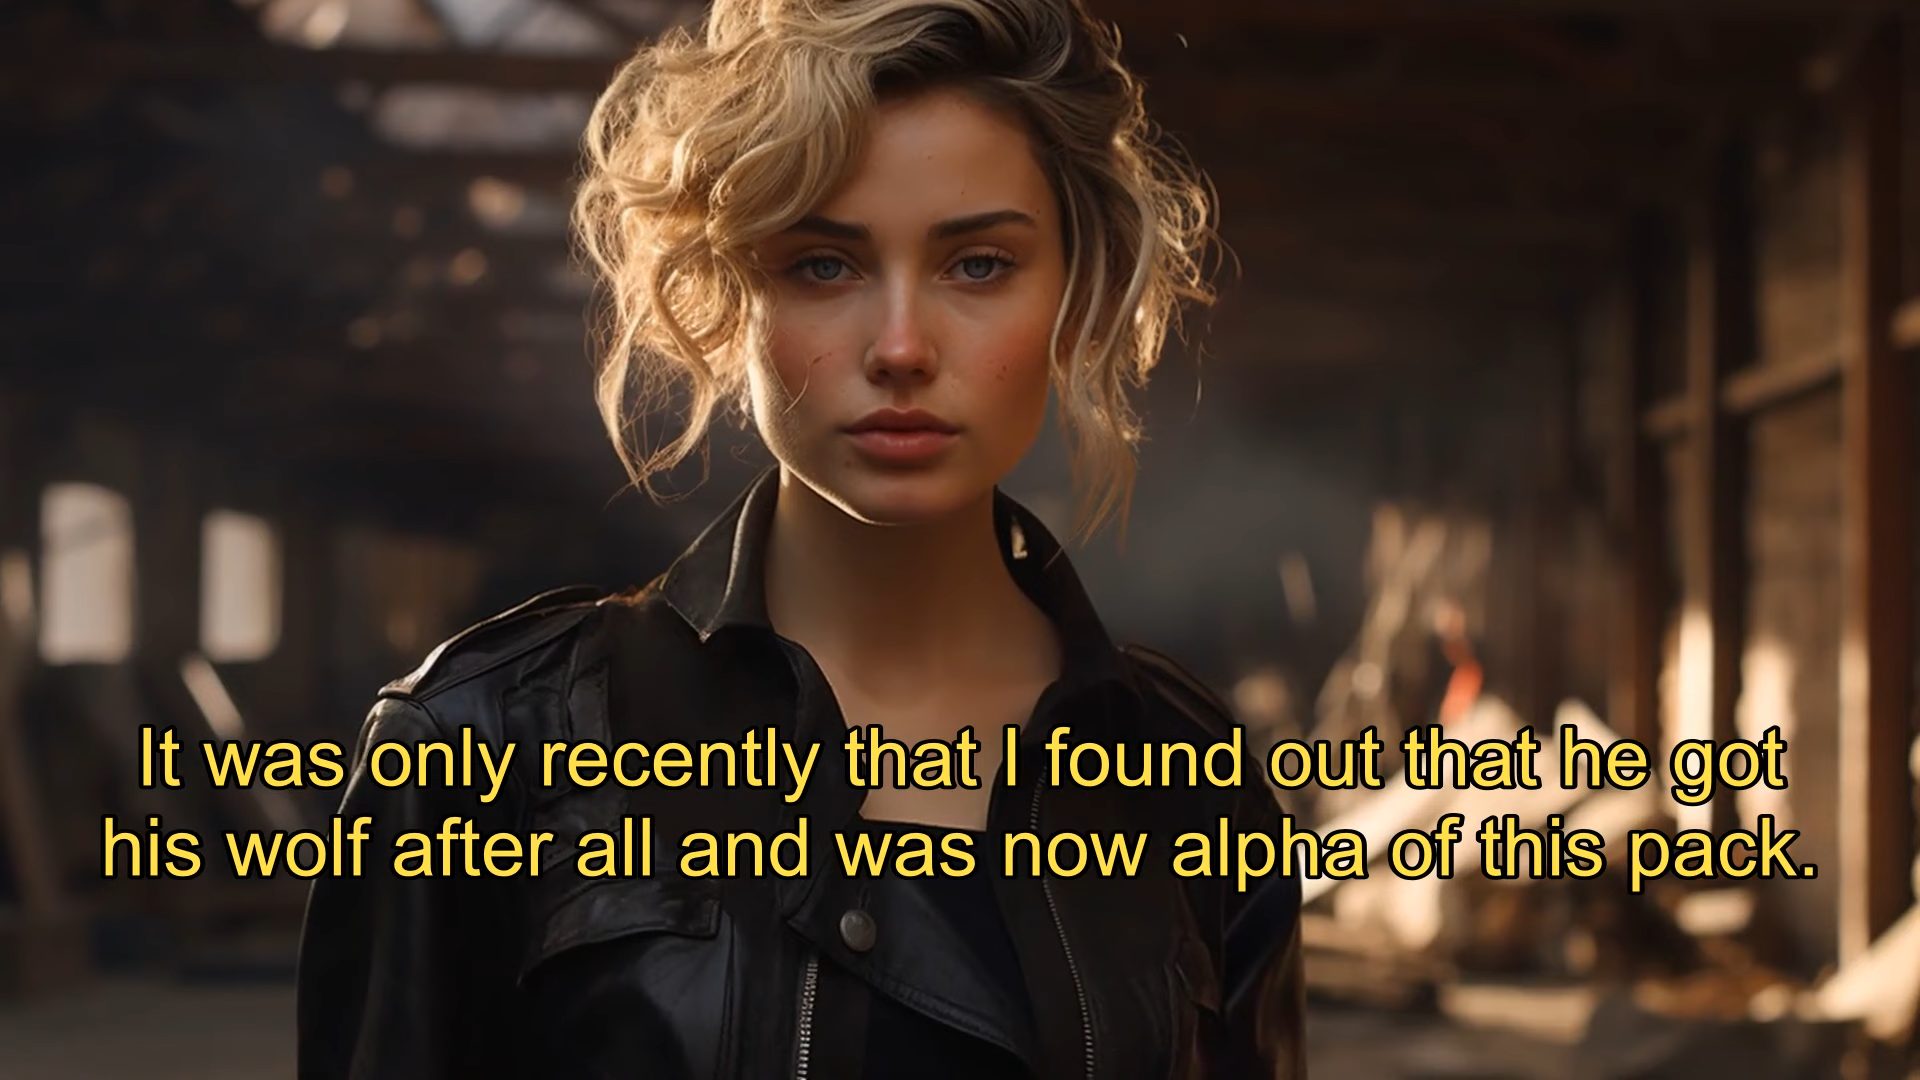 It was only recently that I found out that he got
his wolf after all and was now alpha of this pack.